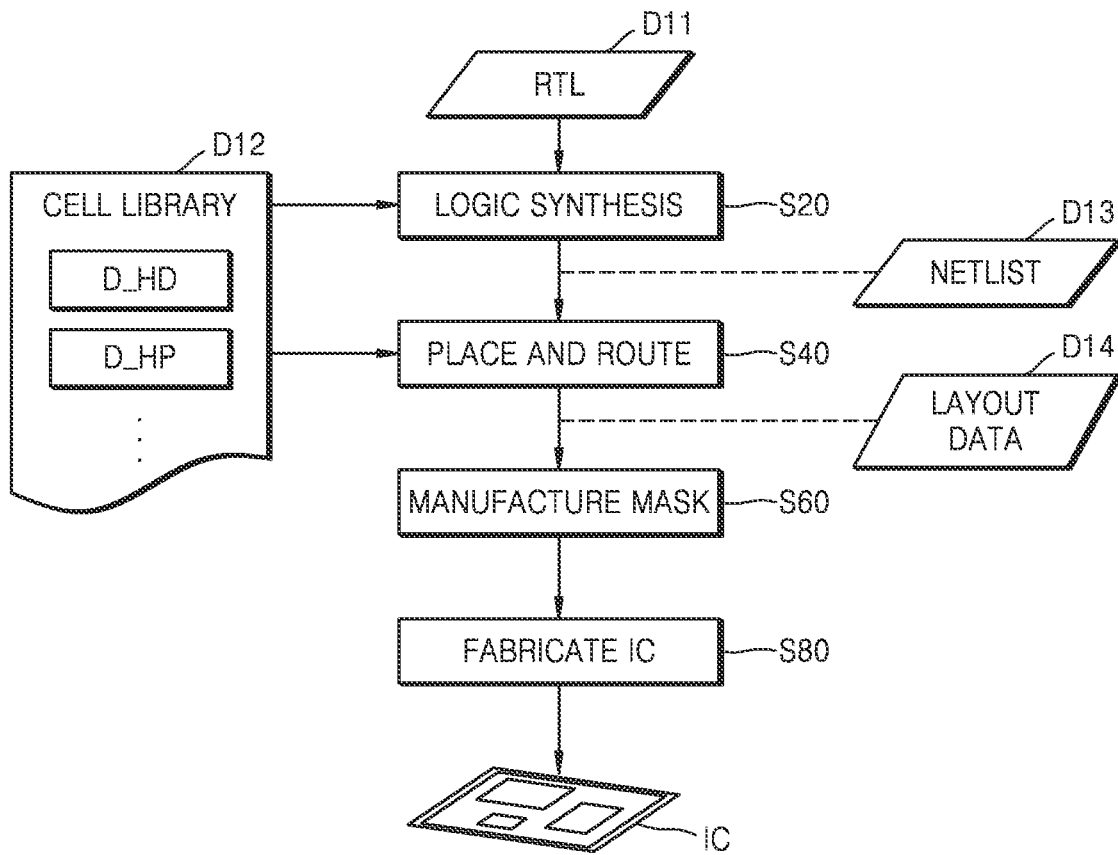 D11
RTL
D12
CELL LIBRARY
LOGIC SYNTHESIS
S20
D13
D_HD
NETLIST
D_HP
PLACE AND ROUTE
S40
D14
LAYOUT
DATA
MANUFACTURE MASK
S60
FABRICATE IC
S80
IC